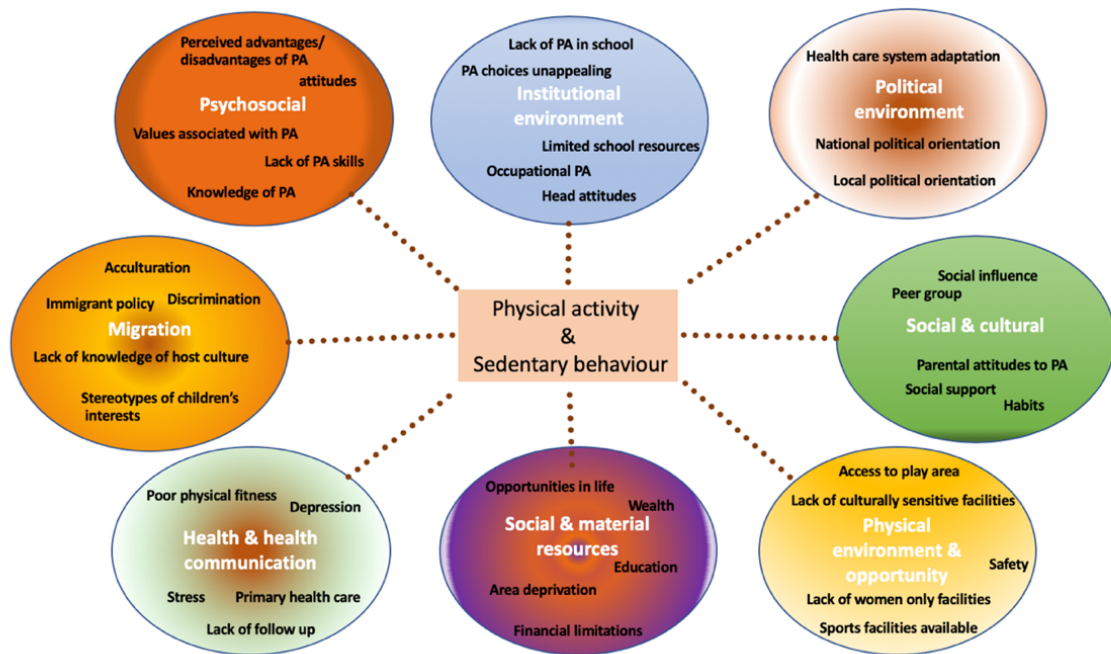 Perceived advantages/
disadvantages of PA
attitudes
Psychosocial
Values associated with PA
Lack of PA skills
Knowledge of PA
Lack of PA in school
PA choices unappealing
Institutional
environment
Limited school resources
Occupational PA
Head attitudes
Health care system adaptation
Political
environment
National political orientation
Local political orientation
Acculturation
Immigrant policy
Discrimination
Migration
Lack of knowledge of host culture
Stereotypes of children's
interests
Physical activity
&
Sedentary behaviour
Social influence
Peer group
Social & cultural
Parental attitudes to PA
Social support
Habits
Poor physical fitness
Depression
Health & health
communication
Stress
Primary health care
Lack of follow up
Opportunities in life
Wealth
Social & material
resources
Education
Area deprivation
Financial limitations
Access to play area
Lack of culturally sensitive facilities
Physical
environment &
opportunity
Safety
Lack of women only facilities
Sports facilities available